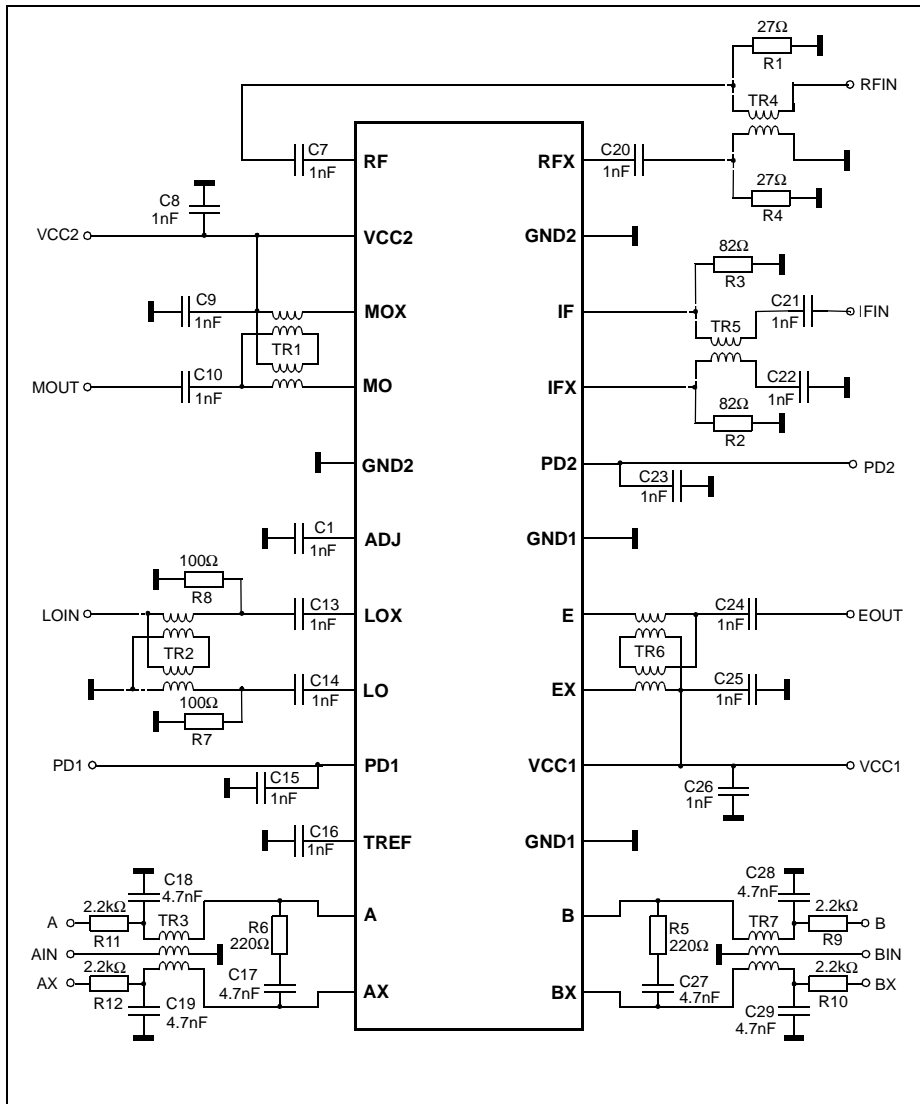 27Ω
R1
RFIN
TR4
C7
1nF
RF
RFX
C20
1nF
27Ω
R4
C8
1nF
VCC2
VCC2
GND2
82Ω
R3
C9
1nF
MOX
IF
C21
1nF
IFIN
TR1
TR5
MOUT
C10
1nF
MO
IFX
C22
1nF
82Ω
R2
GND2
PD2
PD2
C23
1nF
C1
1nF
ADJ
GND1
100Ω
R8
LOIN
C13
1nF
LOX
E
C24
1nF
EOUT
TR2
TR6
C14
1nF
LO
EX
C25
1nF
100Ω
R7
PD1
PD1
VCC1
VCC1
C15
1nF
C26
1nF
C16
1nF
TREF
GND1
C18
4.7nF
C28
4.7nF
2.2kΩ
A
R11
TR3
R6
220Ω
A
B
R5
220Ω
TR7
2.2kΩ
B
R9
AIN
BIN
2.2kΩ
AX
R12
C19
4.7nF
C17
4.7nF
AX
BX
C27
4.7nF
C29
4.7nF
2.2kΩ
BX
R10